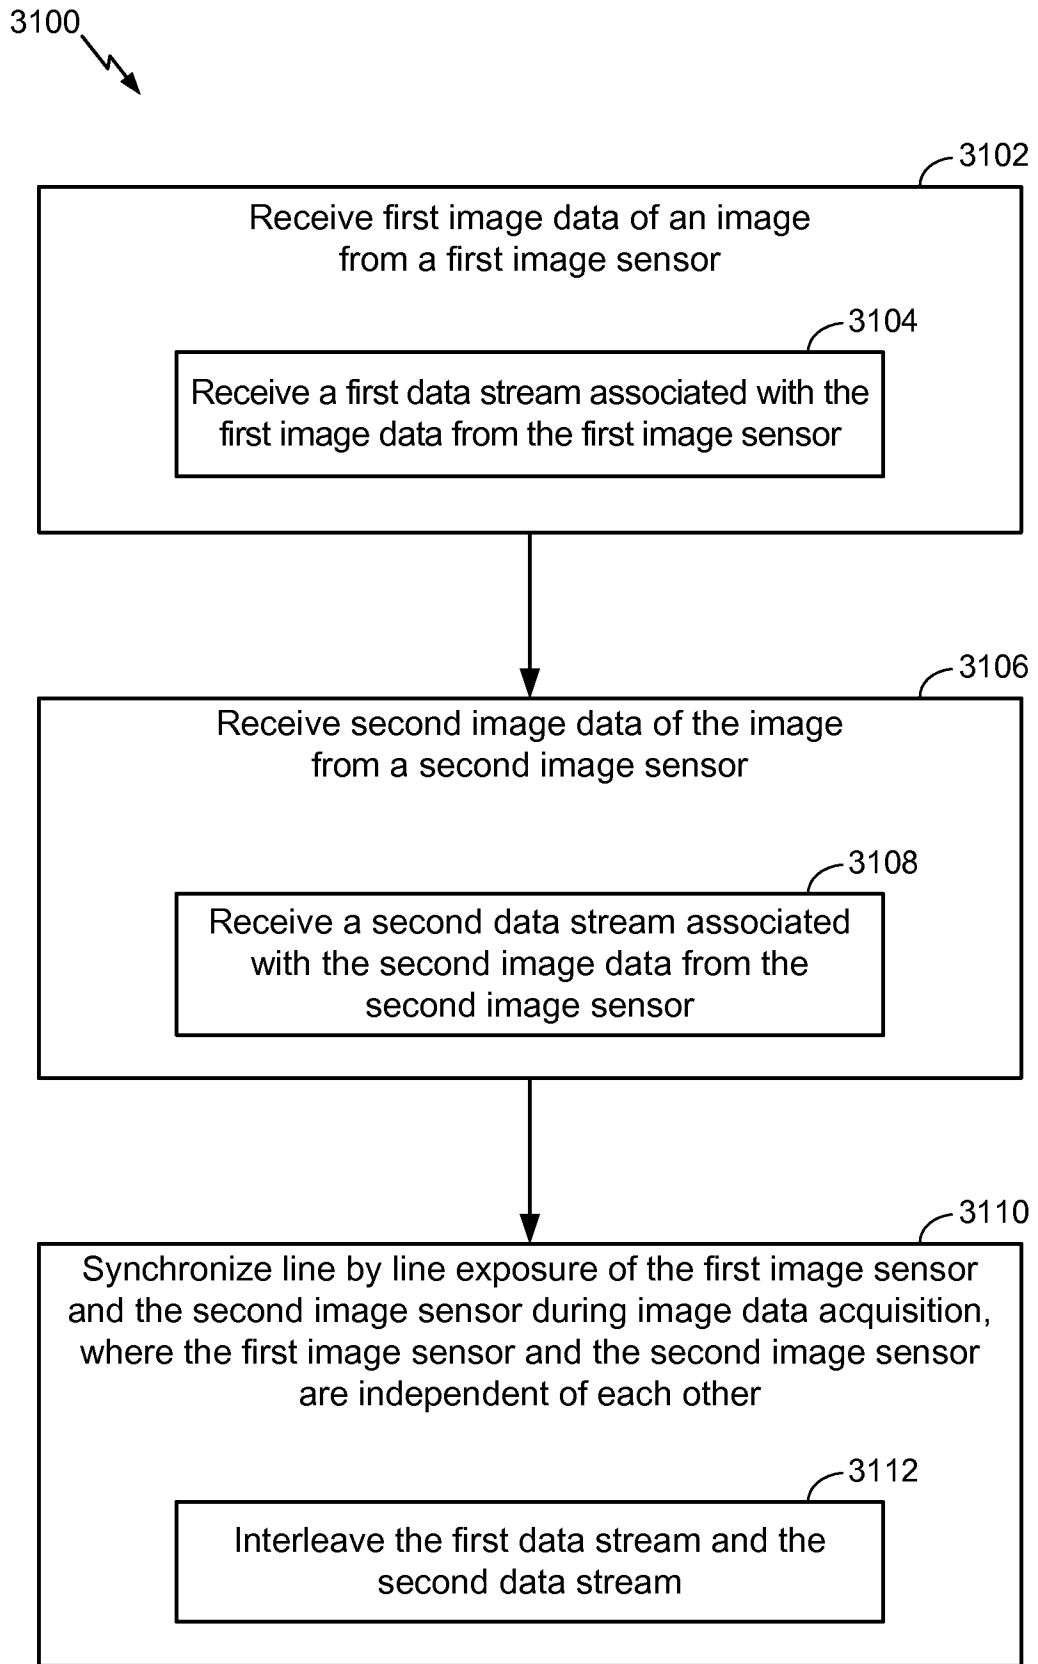 3100
3102
Receive first image data of an image
from a first image sensor
3104
Receive a first data stream associated with the
first image data from the first image sensor
3106
Receive second image data of the image
from a second image sensor
3108
Receive a second data stream associated
with the second image data from the
second image sensor
3110
Synchronize line by line exposure of the first image sensor
and the second image sensor during image data acquisition,
where the first image sensor and the second image sensor
are independent of each other
3112
Interleave the first data stream and the
second data stream